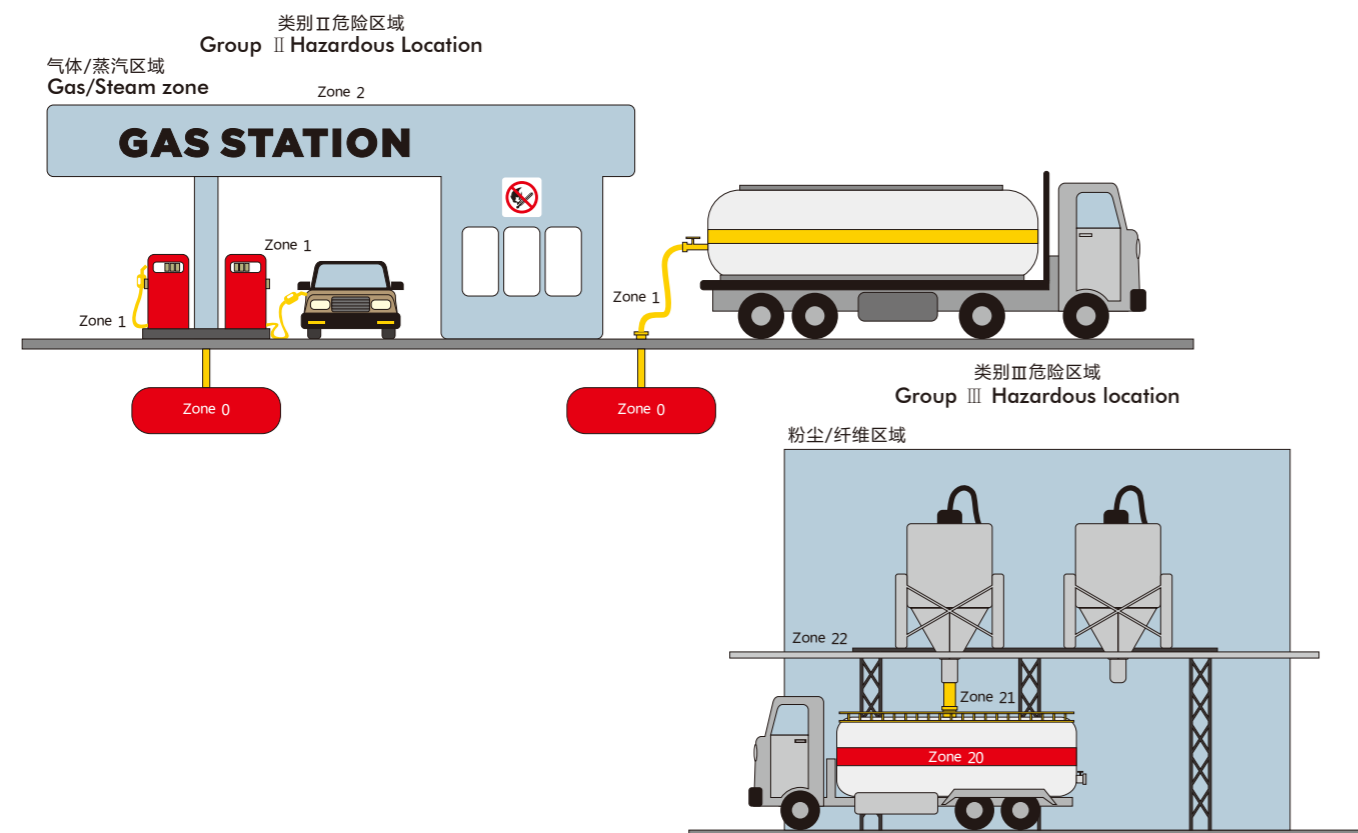 类别Ⅱ危险区域
Group Ⅱ Hazardous Location
气体/蒸汽区域
Gas/Steam zone
Zone 2
GAS STATION
Zone 1
Zone 1
Zone 1
Zone 0
Zone 0
类别Ⅲ危险区域
Group Ⅲ Hazardous location
粉尘/纤维区域
Zone 22
Zone 21
Zone 20